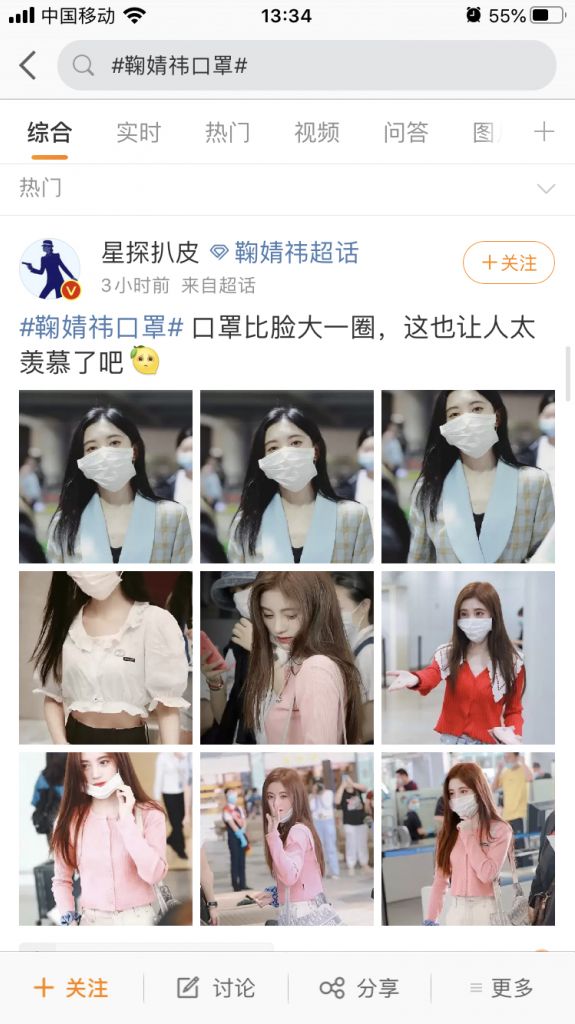 中国移动 13:34 55%
#鞠婧祎口罩#
综合 实时 热门 视频 问答 图
热门
星探扒皮 鞠婧祎超话
3小时前 来自超话
+关注
#鞠婧祎口罩# 口罩比脸大一圈，这也让人太
羡慕了吧
+ 关注 讨论 分享 更多